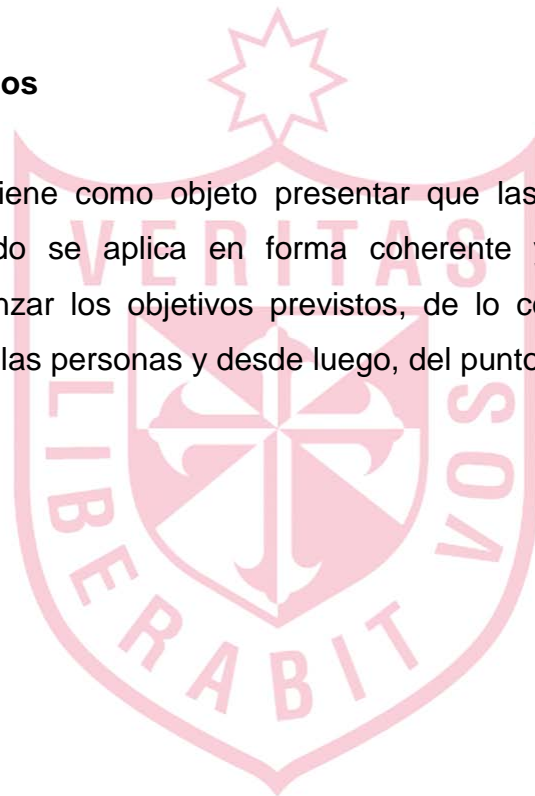 os
iene como objeto presentar que las
do se aplica en forma coherente y
nzar los objetivos previstos, de lo co
las personas y desde luego, del punto
VERITAS
LIBERABIT
VOS